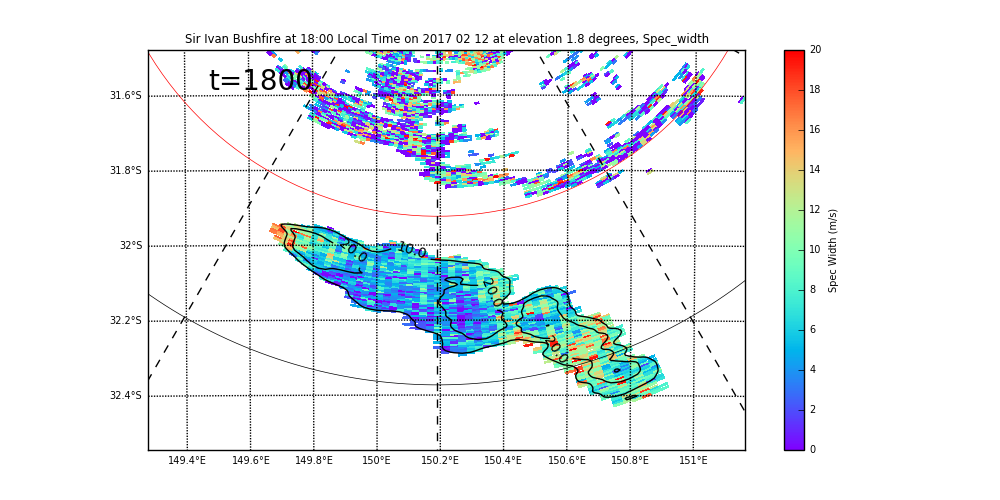 Sir Ivan Bushfire at 18:00 Local Time on 2017 02 12 at elevation 1.8 degrees, Spec_width
t=1800
31.6°S
31.8°S
32°S
32.2°S
32.4°S
149.4°E 149.6°E 149.8°E 150°E 150.2°E 150.4°E 150.6°E 150.8°E 151°E
20.0
10.0
20.0
20.0
20
18
16
14
12
10
8
6
4
2
0
Spec Width (m/s)